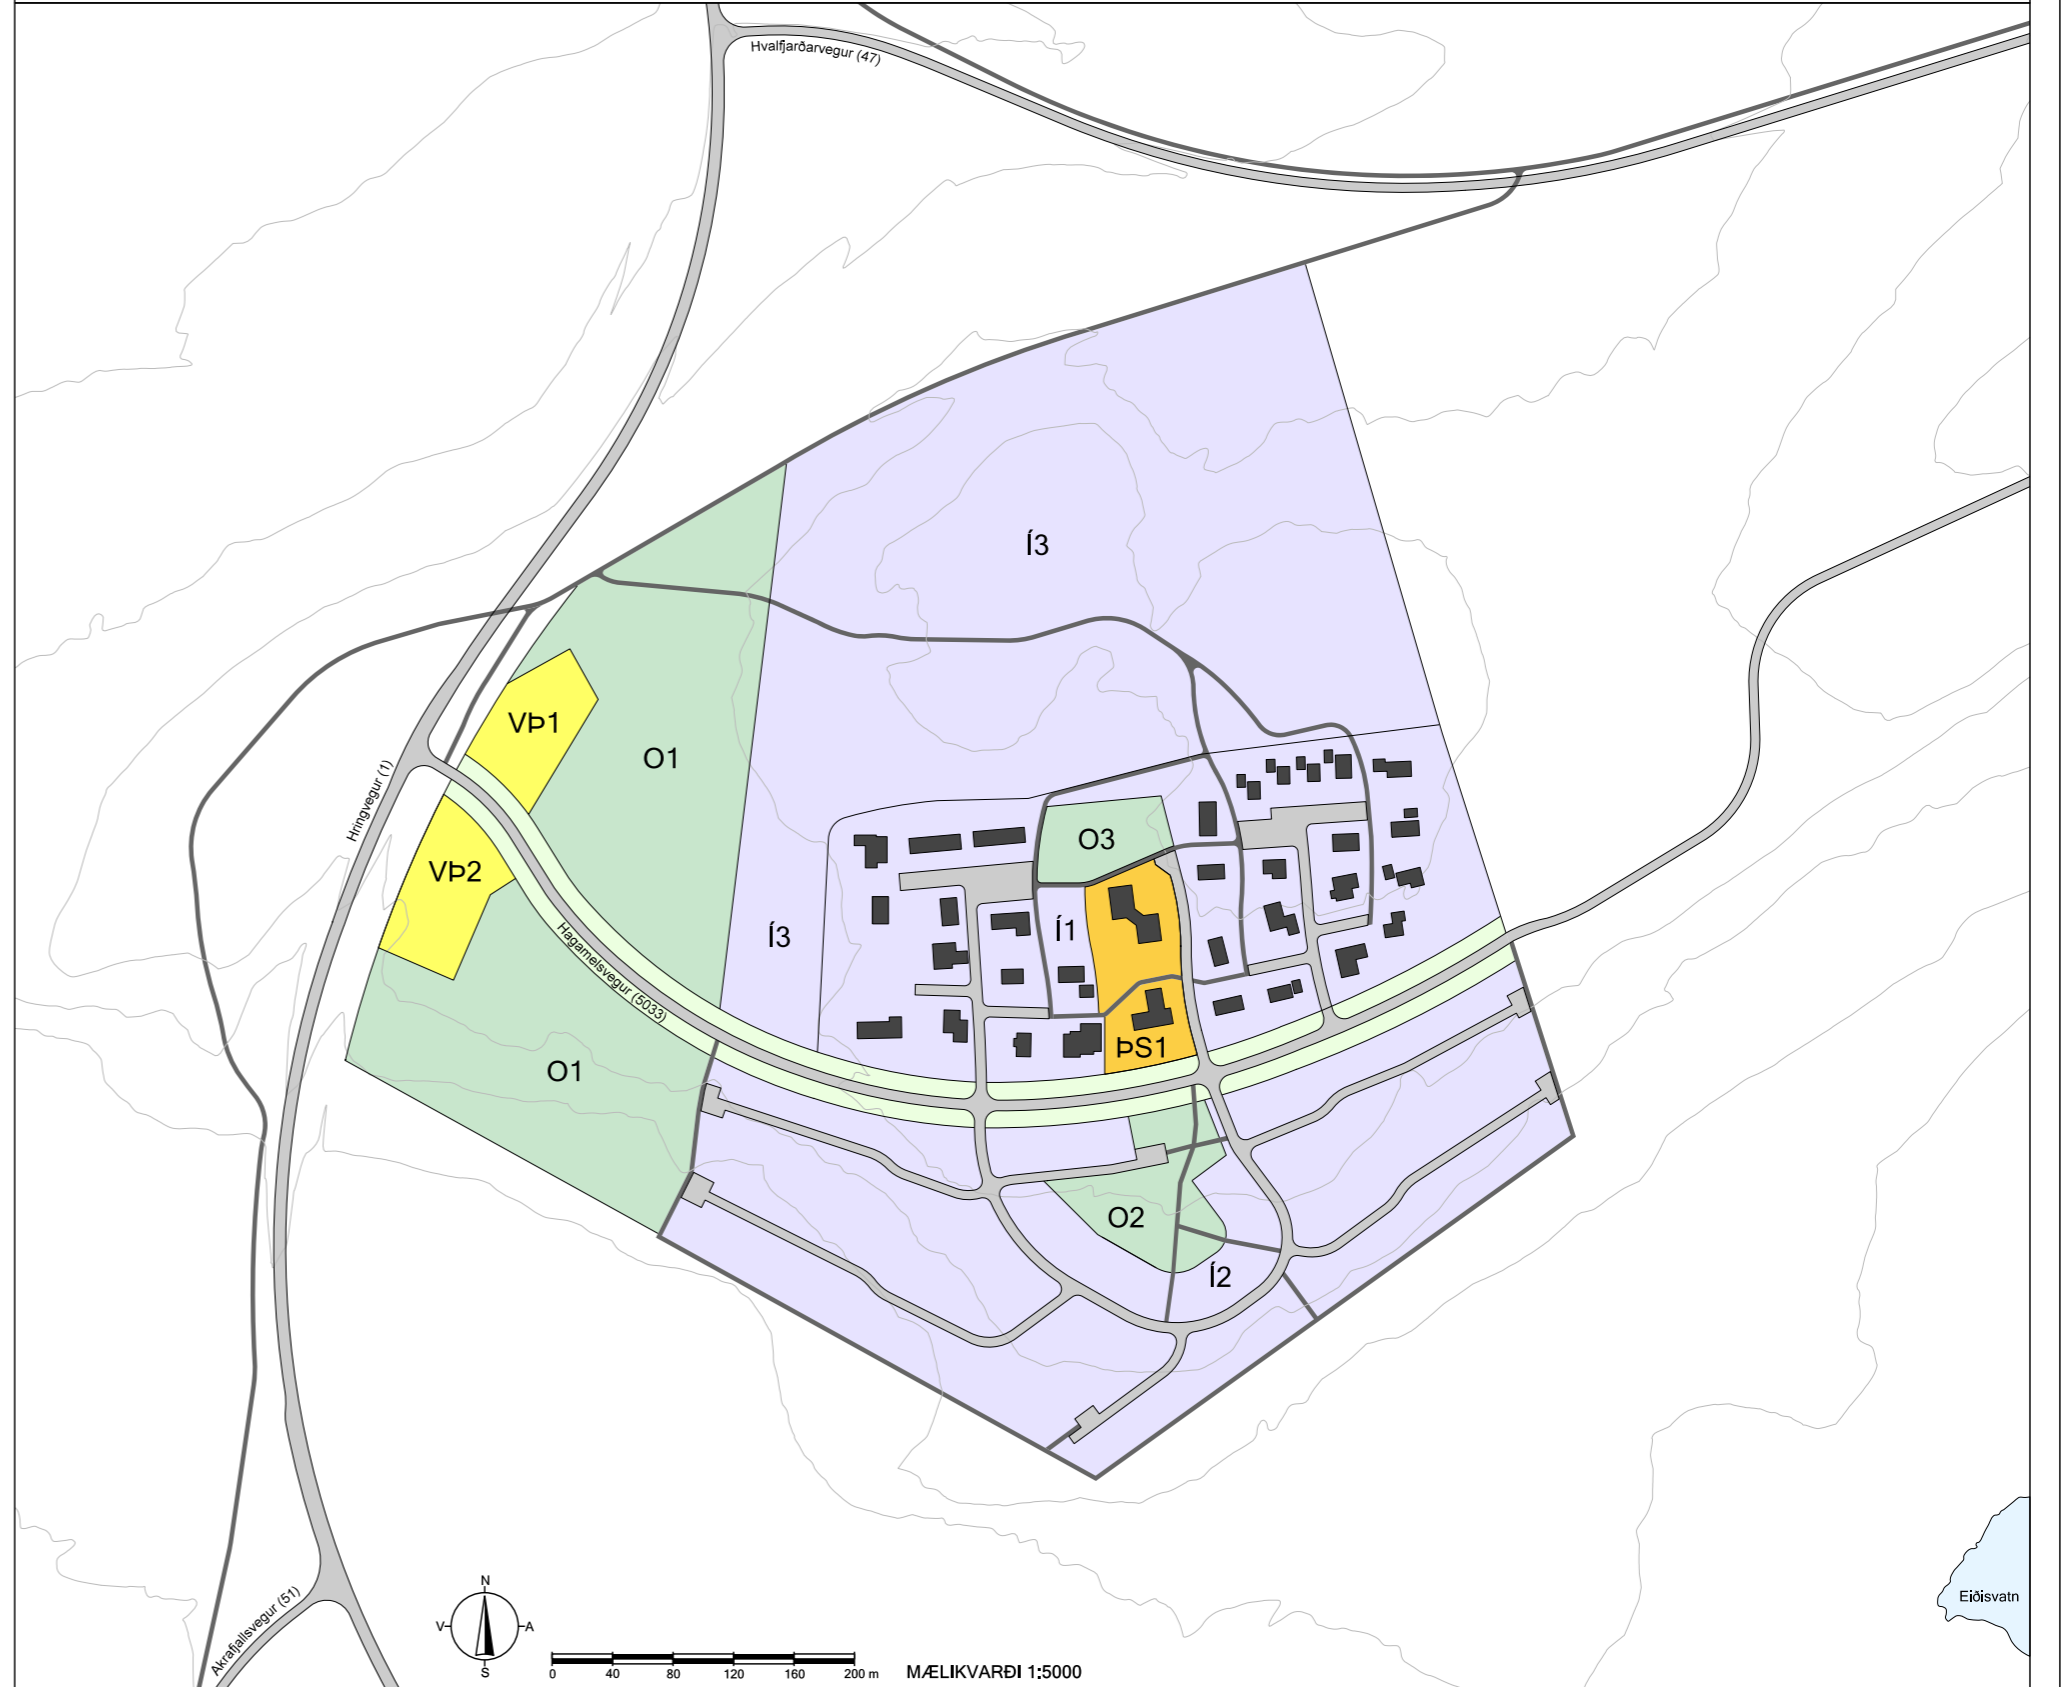 Hvalfjarðarvegur (47)
Í3
VÞ1
O1
Hringvegur (1)
O3
VÞ2
Hagamelsvegur (5033)
Í3
Í1
ÞS1
O1
O2
Í2
Eiðisvatn
Akrafjallsvegur (51)
N
V
A
S
0 40 80 120 160 200 m
MÆLIKVARÐI 1:5000